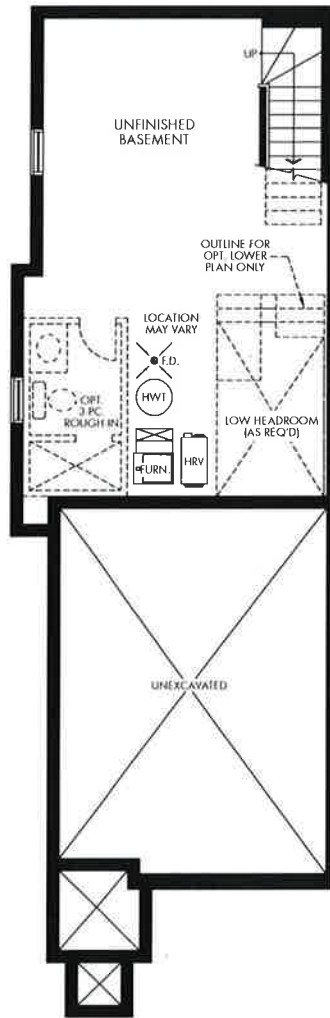 UP
UNFINISHED
BASEMENT
OUTLINE FOR
OPT. LOWER
PLAN ONLY
LOCATION
MAY VARY
F.D.
HWT
OPT.
3 PC
ROUGH IN
LOW HEADROOM
(AS REQ'D)
FURN.
HRV
UNEXCAVATED